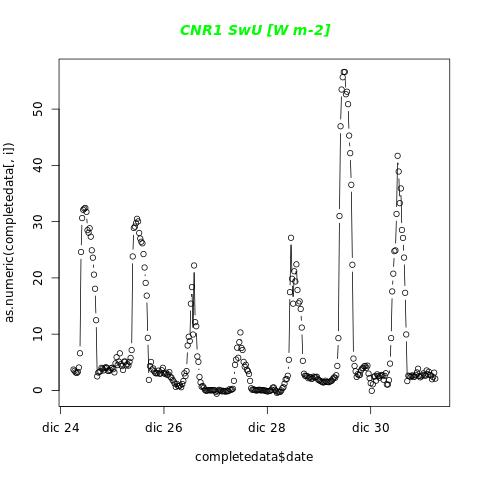 CNR1 SwU [W m-2]
as.numeric(completedata[, i])
50
40
30
20
10
0
dic 24 dic 26 dic 28 dic 30
completedata$date